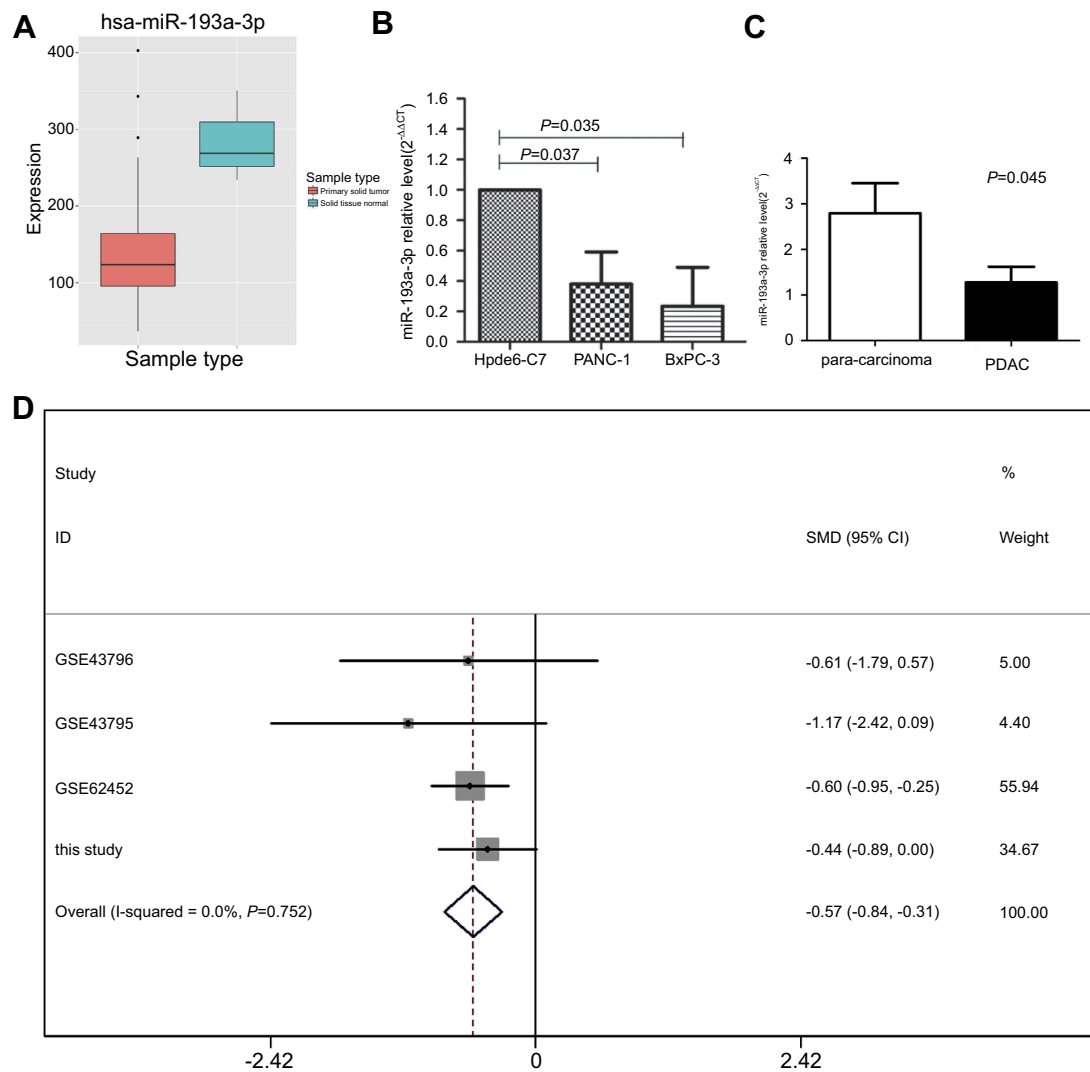 A
hsa-miR-193a-3p
Expression
400
300
200
100
Sample type
Sample type
Primary solid tumor
Solid tissue normal
B
miR-193a-3p relative level(2-ΔΔCT)
1.6
1.4
1.2
1.0
0.8
0.6
0.4
0.2
0.0
P=0.035
P=0.037
Hpde6-C7 PANC-1 BxPC-3
C
miR-193a-3p relative level(2-ΔΔCT)
4
3
2
1
0
P=0.045
para-carcinoma PDAC
D
Study %
ID SMD (95% CI) Weight
GSE43796 -0.61 (-1.79, 0.57) 5.00
GSE43795 -1.17 (-2.42, 0.09) 4.40
GSE62452 -0.60 (-0.95, -0.25) 55.94
this study -0.44 (-0.89, 0.00) 34.67
Overall (I-squared = 0.0%, P=0.752) -0.57 (-0.84, -0.31) 100.00
-2.42 0 2.42